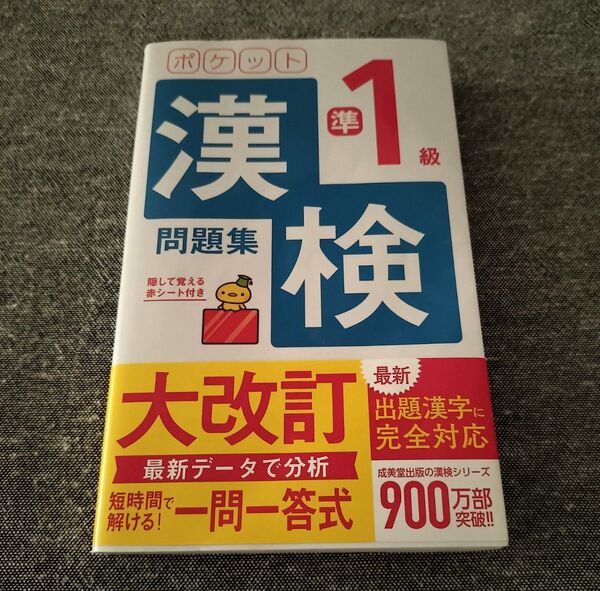 ポケット
漢検
準1級
問題集
隠して覚える
赤シート付き
大改訂
最新データで分析
短時間で
解ける!
一問一答式
最新
出題漢字に
完全対応
成美堂出版の漢検シリーズ
900万部
突破!!